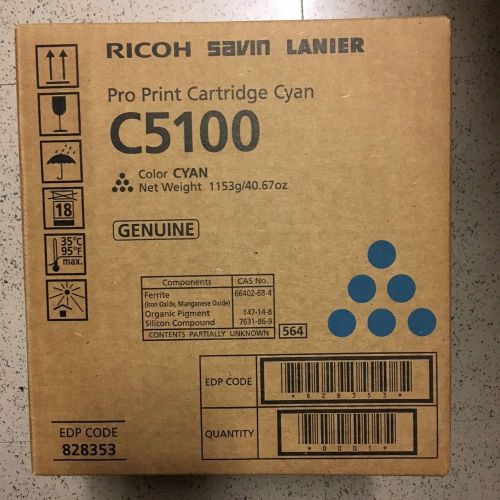 RICOH SAVIN LANIER
Pro Print Cartridge Cyan
C5100
Color CYAN
Net Weight 1153g/40.67oz
GENUINE
18
35°C
95°F
max.
Components CAS No.
Ferrite 66402-68-4
(Iron Oxide, Manganese Oxide)
Organic Pigment 147-14-8
Silicon Compound 7631-86-9
CONTENTS PARTIALLY UNKNOWN 564
EDP CODE
*828353*
QUANTITY
*0001*
EDP CODE
828353